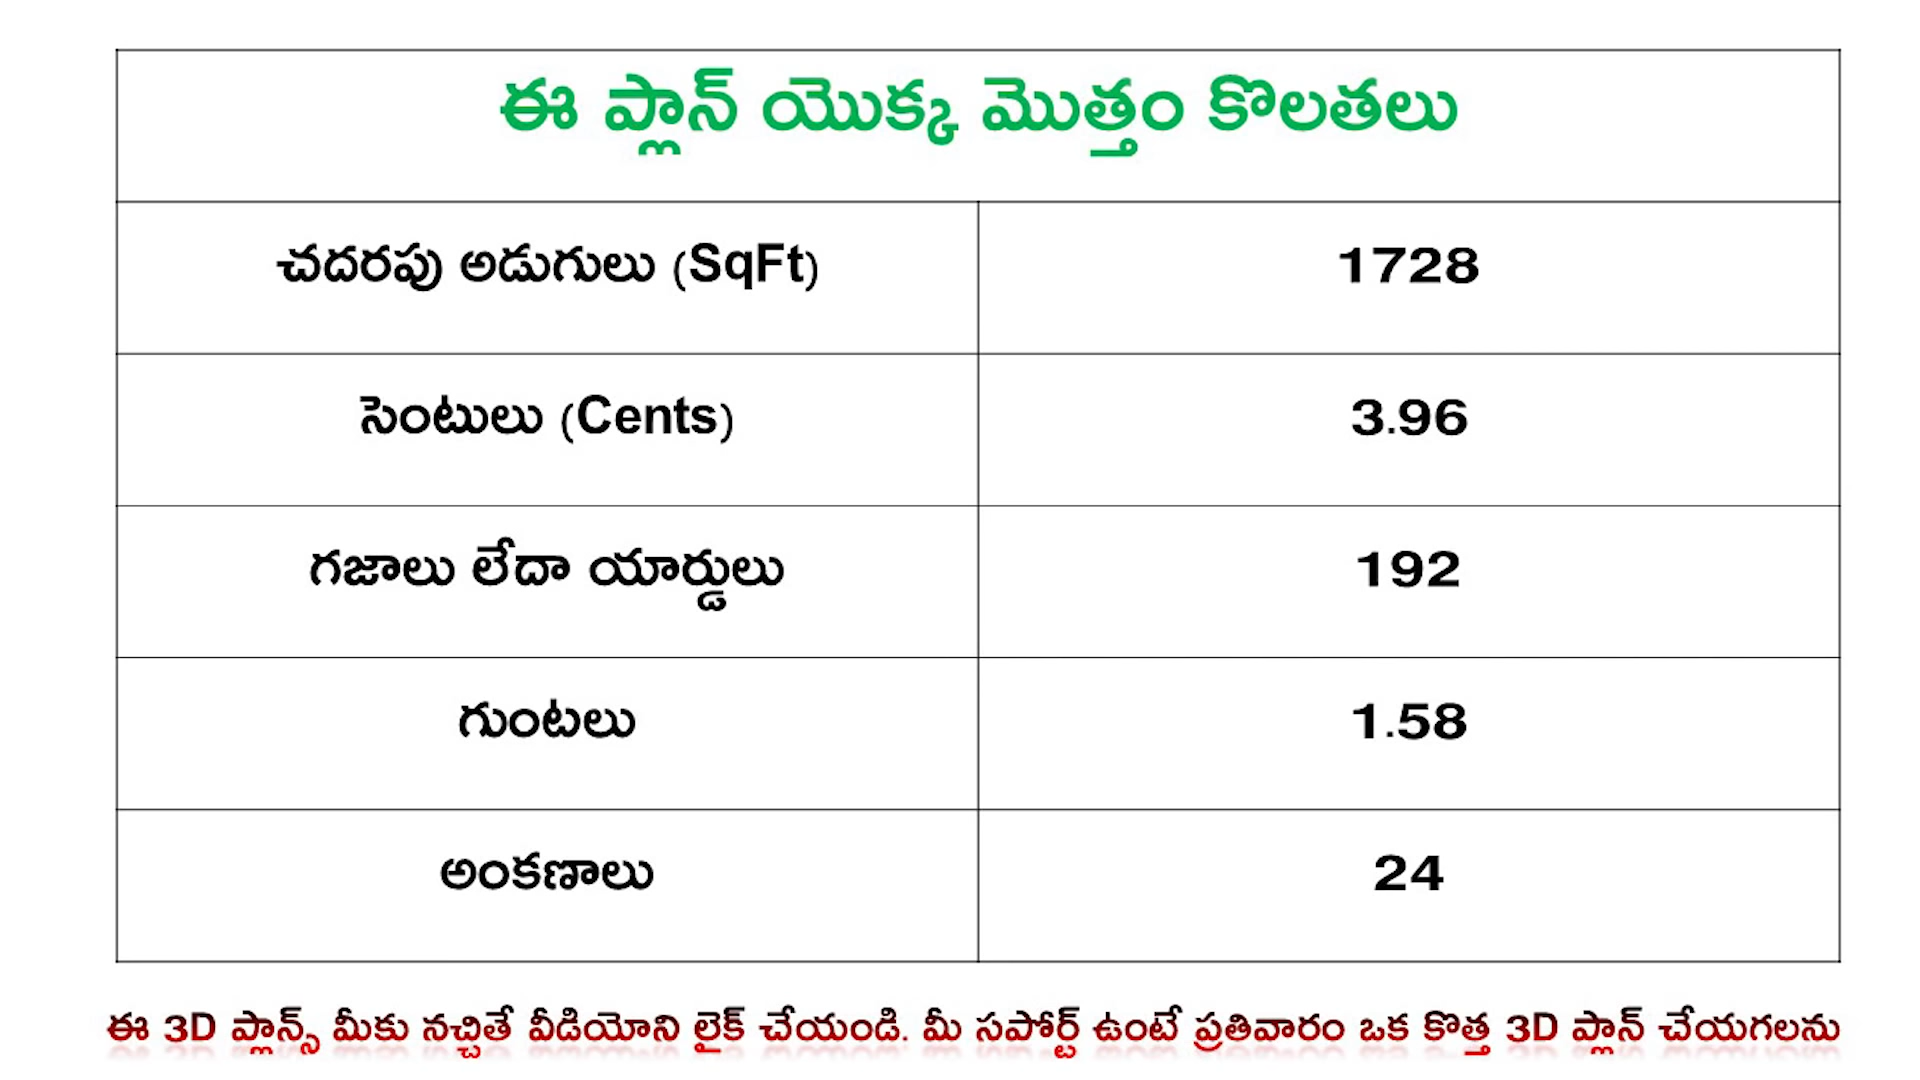 ఈ ప్లాన్ యొక్క మొత్తం కొలతలు
చదరపు అడుగులు (SqFt) 1728
సెంటులు (Cents) 3.96
గజాలు లేదా యార్డులు 192
గుంటలు 1.58
అంకణాలు 24
ఈ 3D ప్లాన్స్ మీకు నచ్చితే వీడియోని లైక్ చేయండి. మీ సపోర్ట్ ఉంటే ప్రతివారం ఒక కొత్త 3D ప్లాన్ చేయగలను